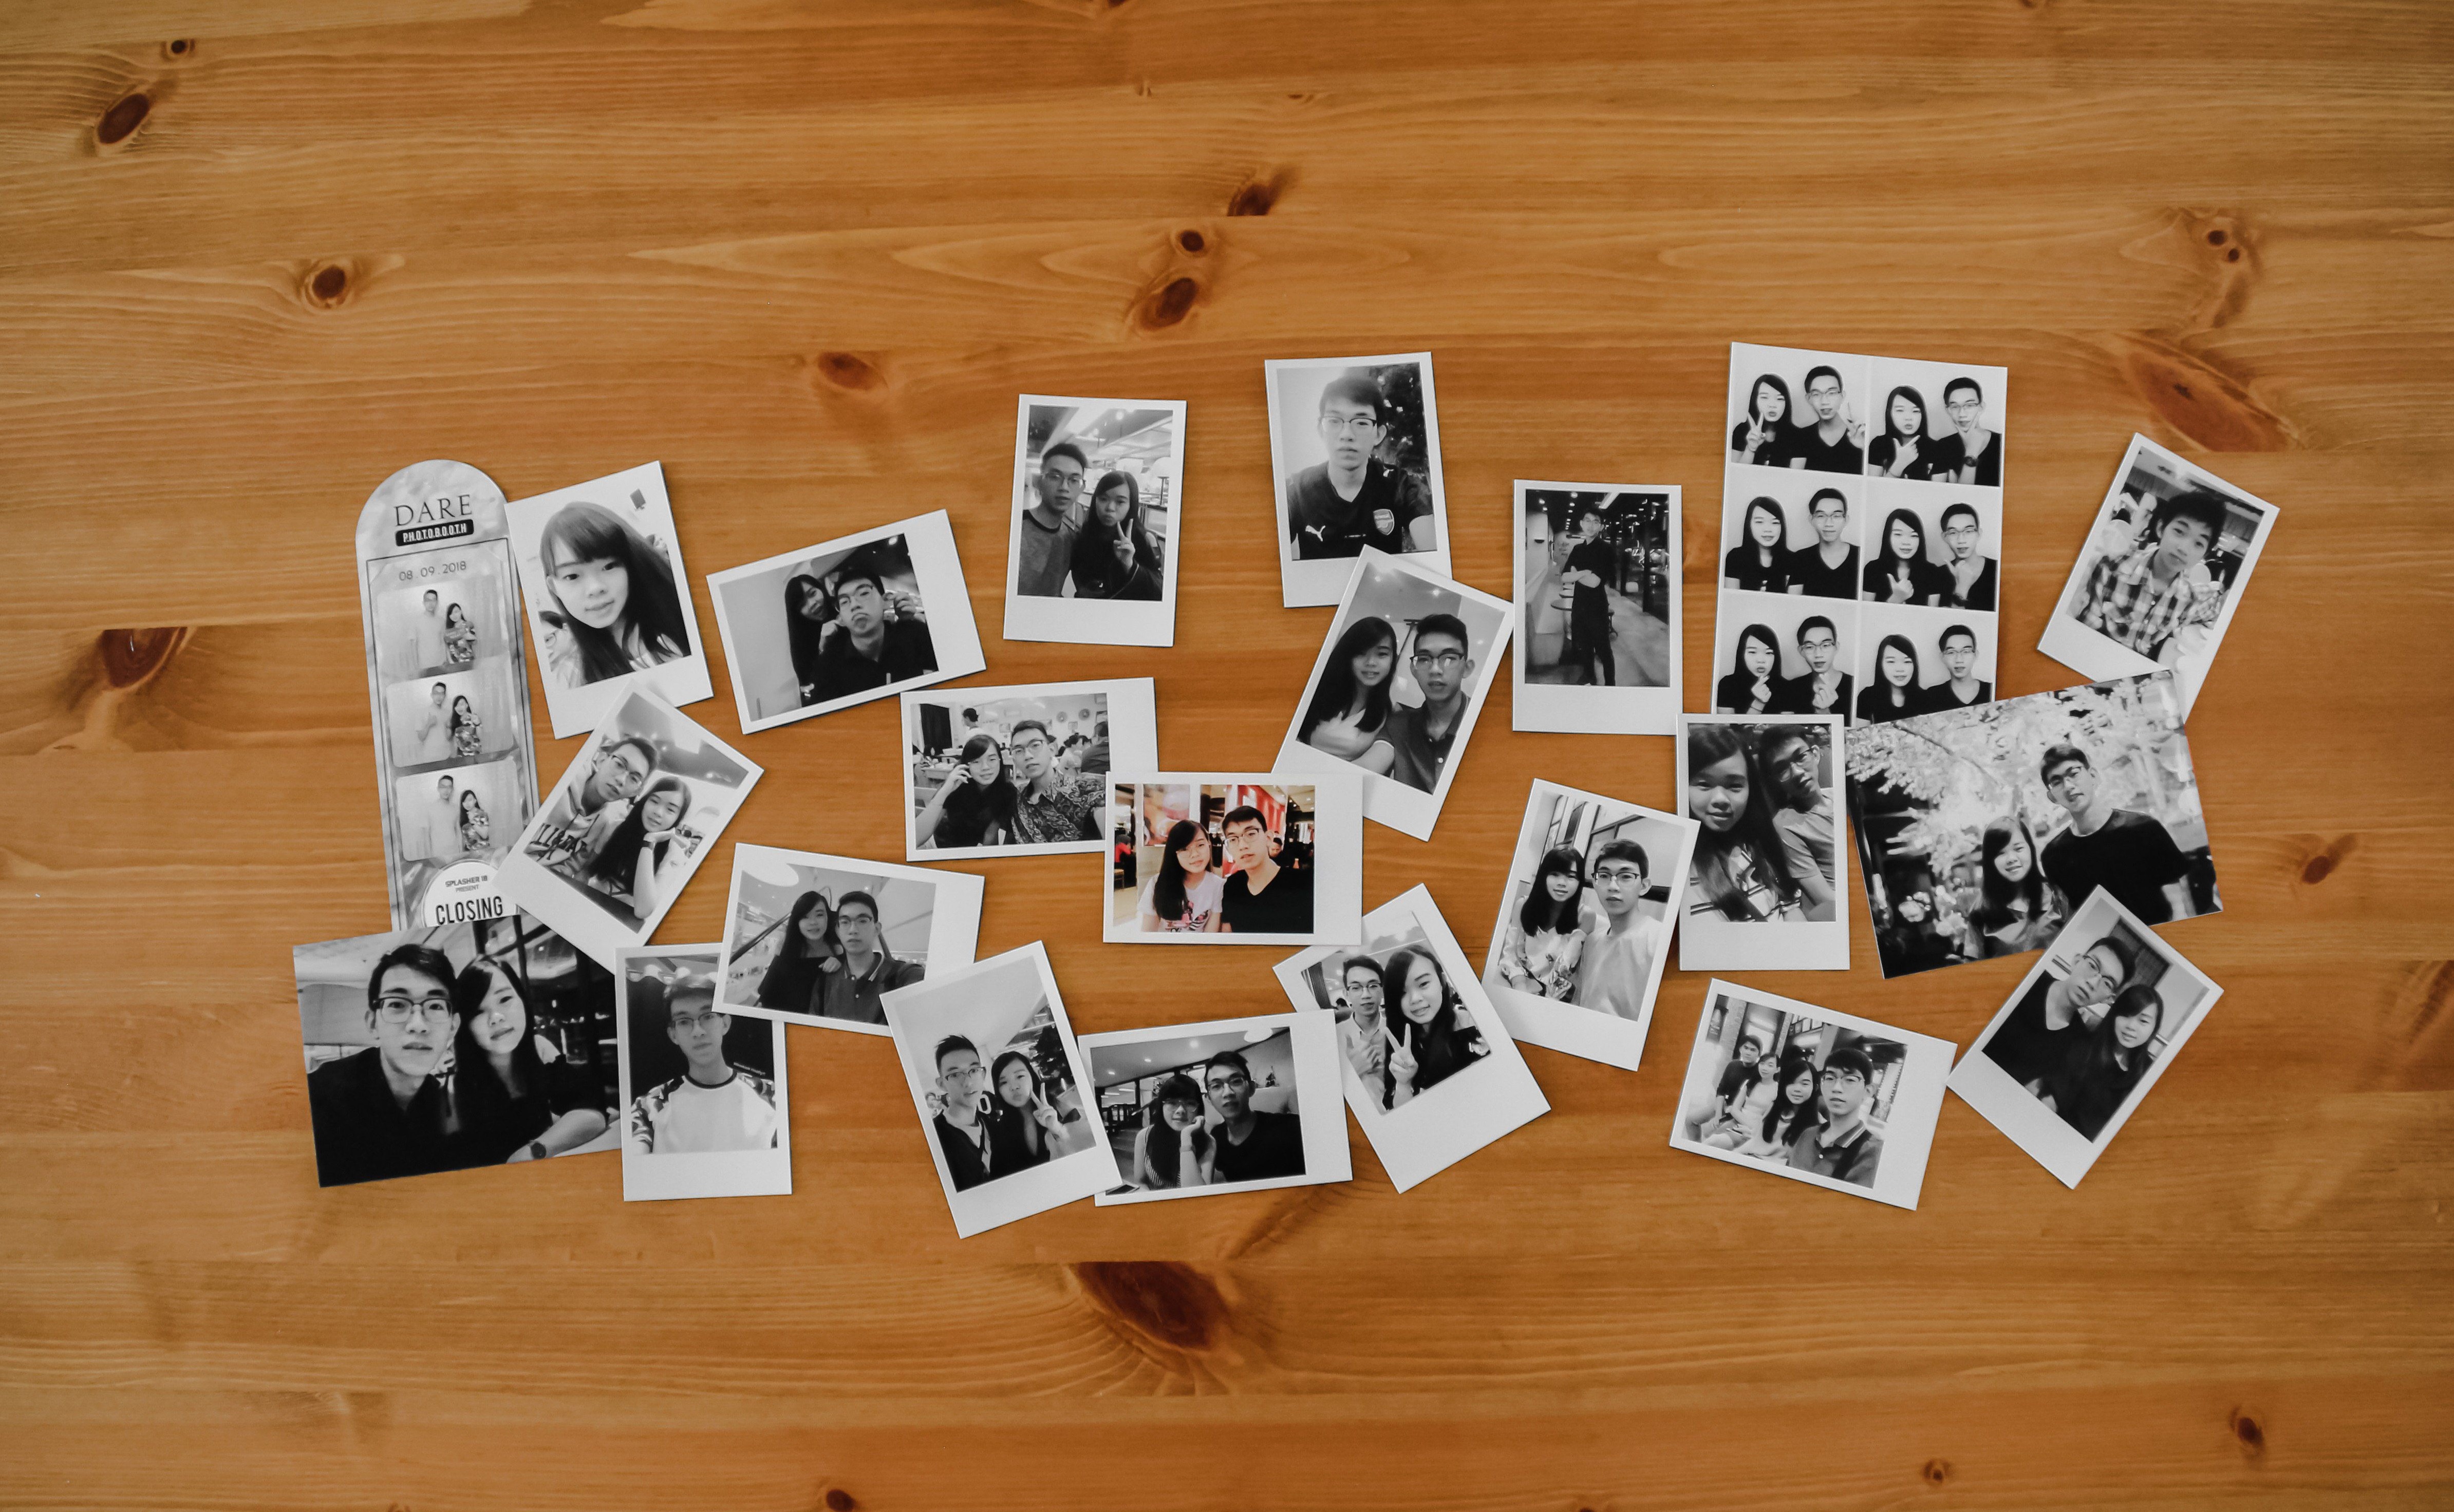 DARE
PHOTOBOOTH
08.09.2018
SPLASHER 18
PRESENT
CLOSING